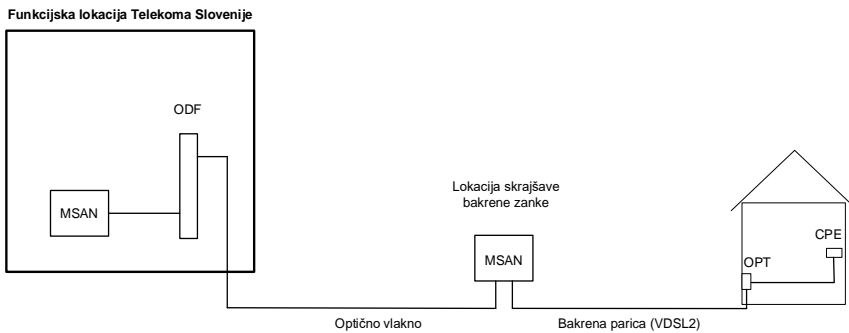 Funkcijska lokacija Telekoma Slovenije
ODF
MSAN
Lokacija skrajšave
bakrene zanke
MSAN
CPE
OPT
Optično vlakno
Bakrena parica (VDSL2)